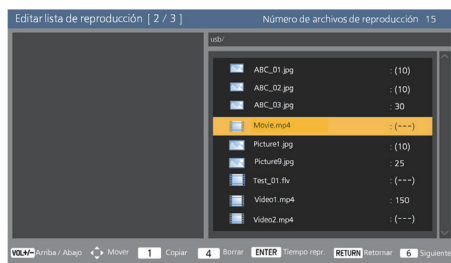 Editar lista de reproducción [ 2 / 3 ] Número de archivos de reproducción 15
usb/
ABC_01.jpg : (10)
ABC_02.jpg : (10)
ABC_03.jpg : 30
Movie.mp4 : (---)
Picture1.jpg : (10)
Picture9.jpg : 25
Test_01.flv : (---)
Video1.mp4 : 150
Video2.mp4 : (---)
VOL+/- Arriba / Abajo Mover 1 Copiar 4 Borrar ENTER Tiempo repr. RETURN Retornar 6 Siguiente